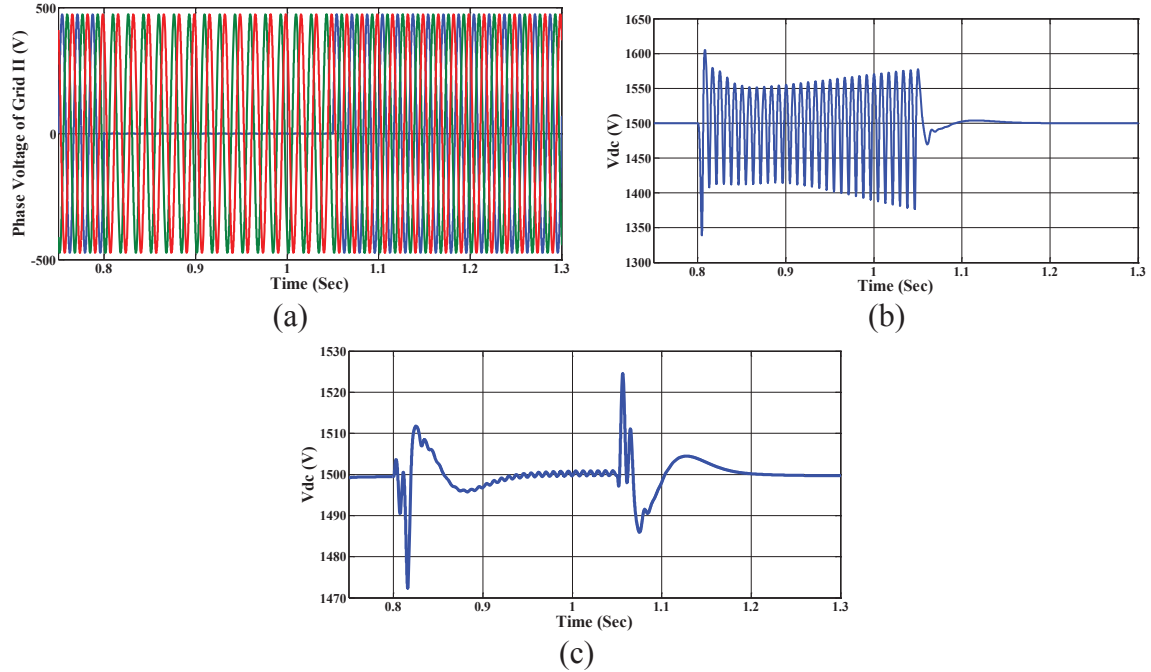 Phase Voltage of Grid II (V)
500
0
-500
0.8 0.9 1 1.1 1.2 1.3
Time (Sec)
(a)
Vdc (V)
1650
1600
1550
1500
1450
1400
1350
1300
0.8 0.9 1 1.1 1.2 1.3
Time (Sec)
(b)
Vdc (V)
1530
1520
1510
1500
1490
1480
1470
0.8 0.9 1 1.1 1.2 1.3
Time (Sec)
(c)